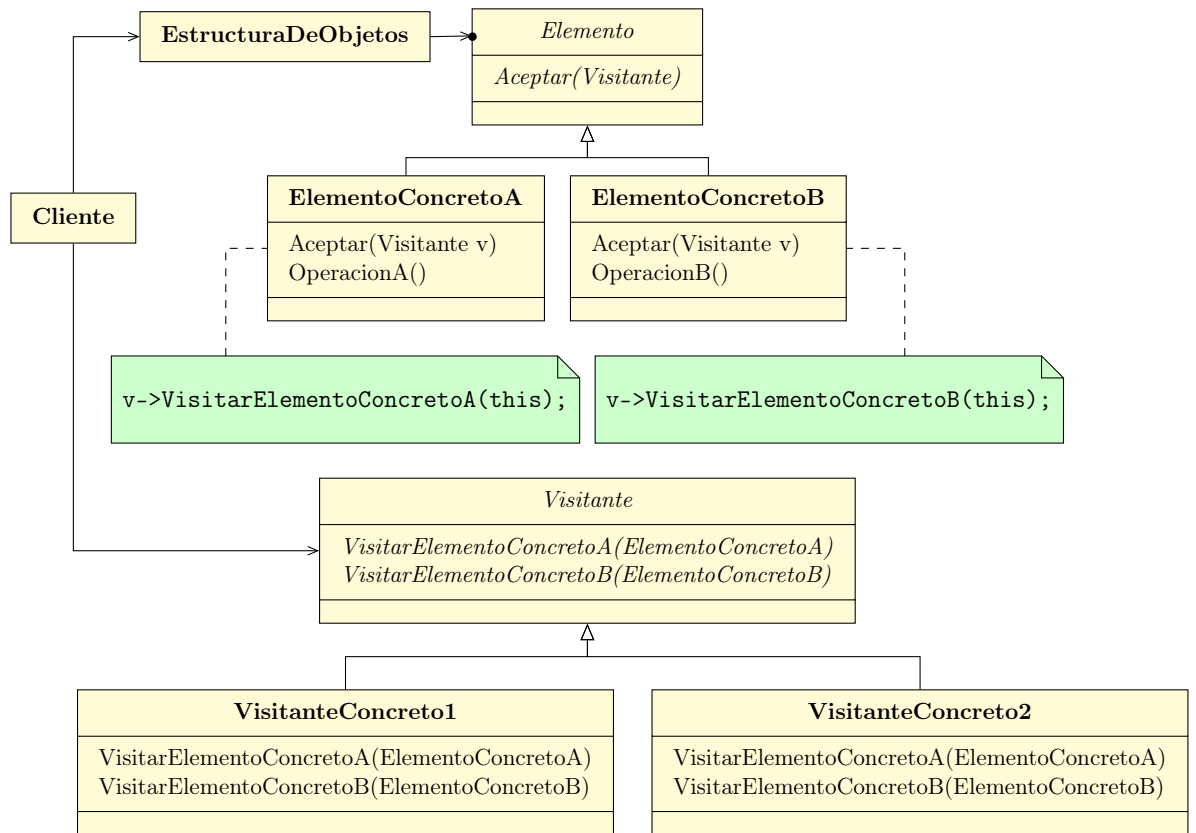 EstructuraDeObjetos
Elemento
Aceptar(Visitante)
Cliente
ElementoConcretoA
Aceptar(Visitante v)
OperacionA()
ElementoConcretoB
Aceptar(Visitante v)
OperacionB()
v->VisitarElementoConcretoA(this);
v->VisitarElementoConcretoB(this);
Visitante
VisitarElementoConcretoA(ElementoConcretoA)
VisitarElementoConcretoB(ElementoConcretoB)
VisitanteConcreto1
VisitarElementoConcretoA(ElementoConcretoA)
VisitarElementoConcretoB(ElementoConcretoB)
VisitanteConcreto2
VisitarElementoConcretoA(ElementoConcretoA)
VisitarElementoConcretoB(ElementoConcretoB)